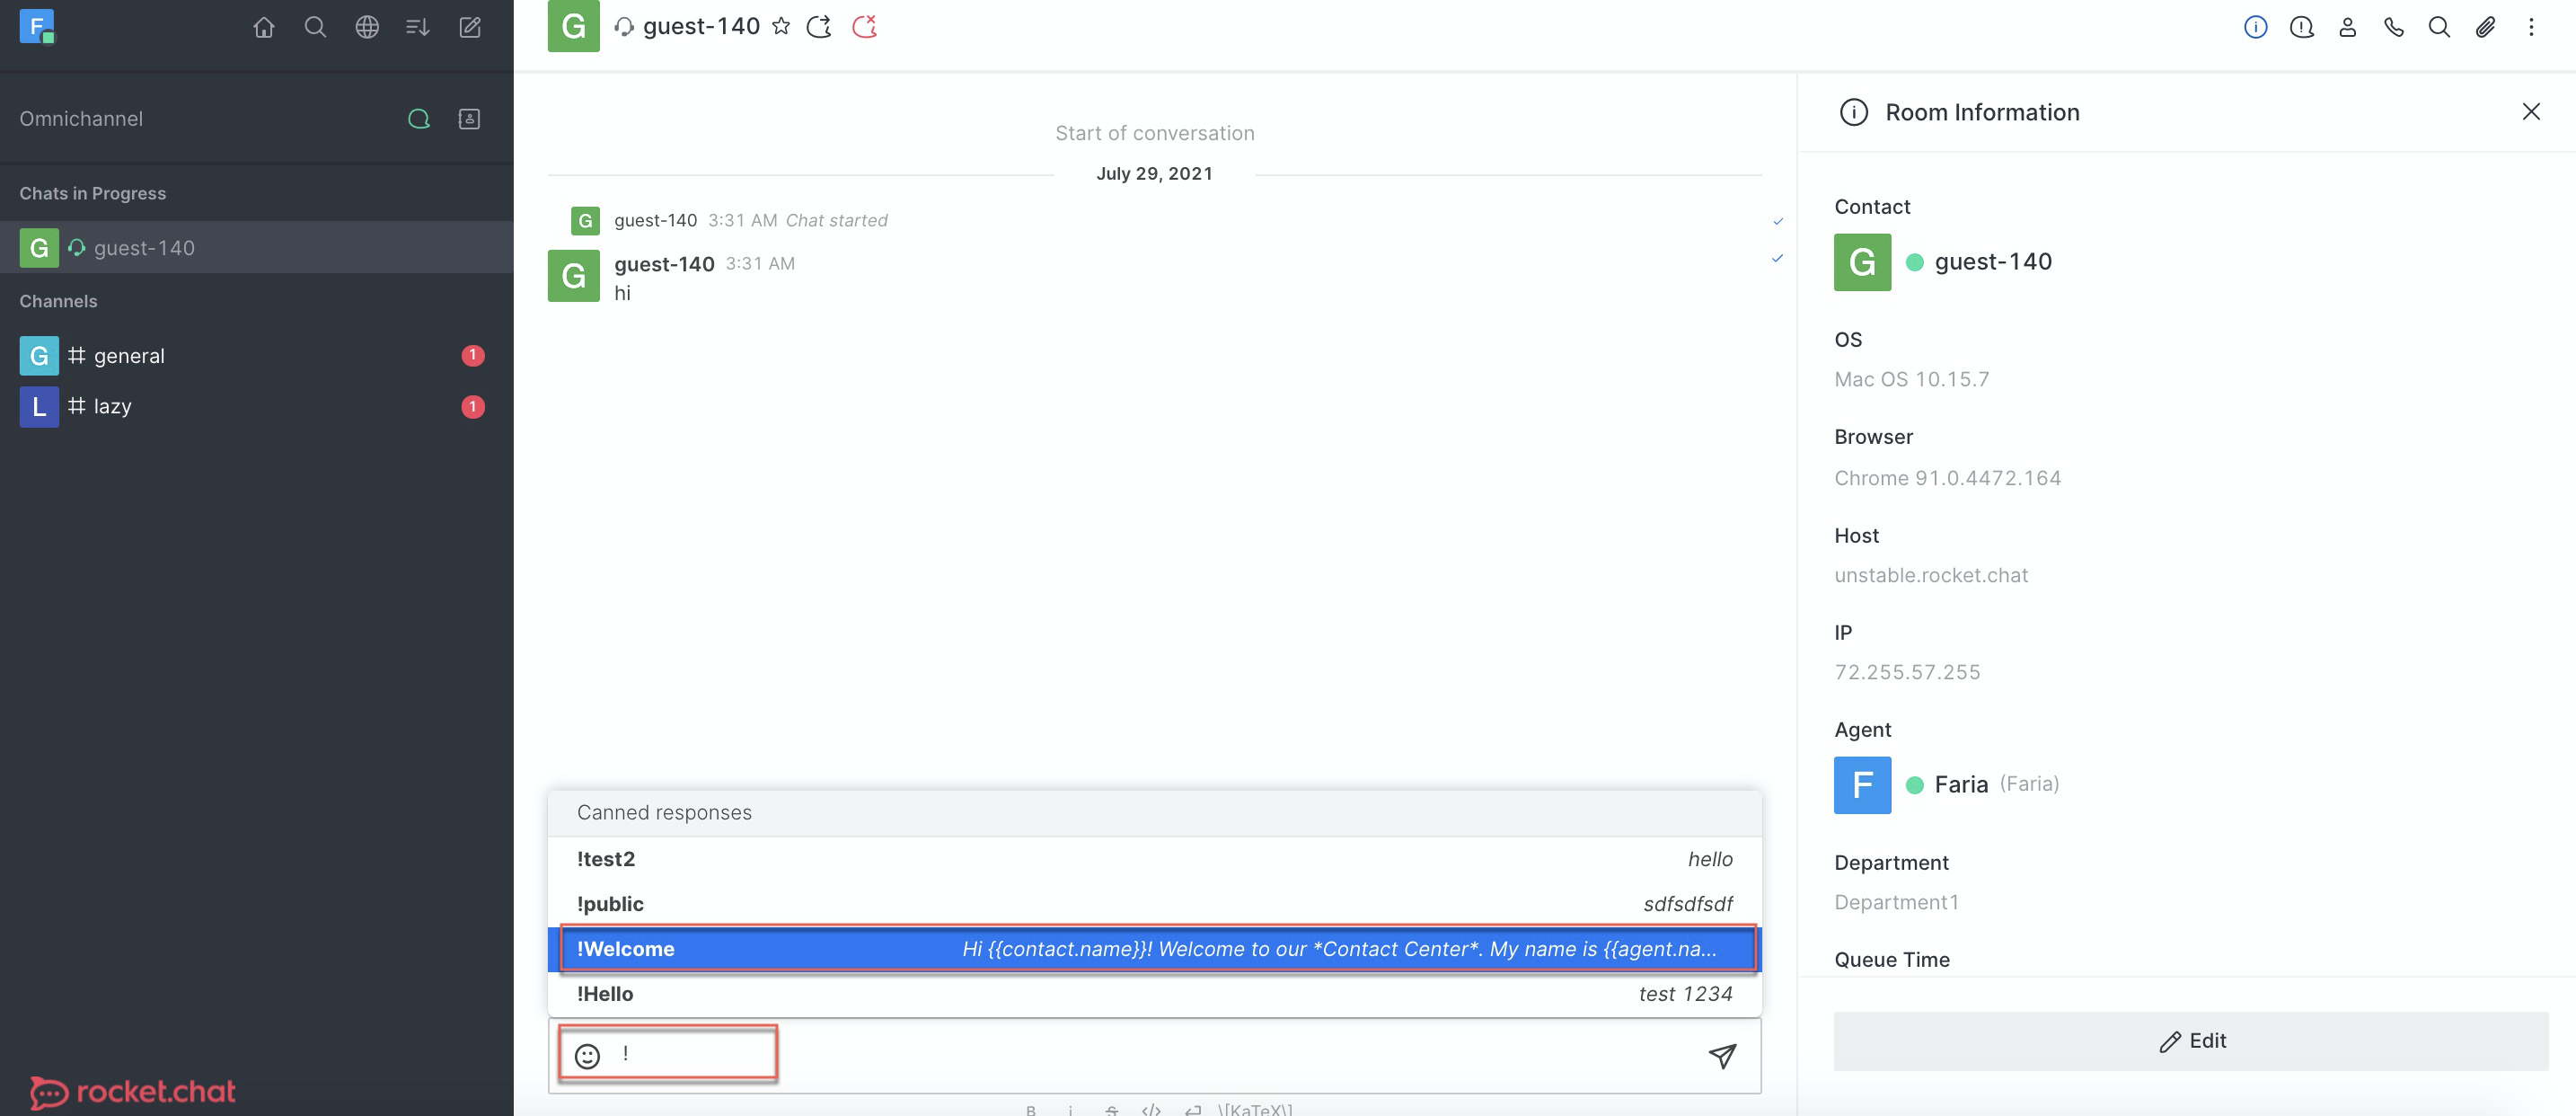 F
Omnichannel
Chats in Progress
G guest-140
Channels
G # general 1
L # lazy 1
rocket.chat
G guest-140
Start of conversation
July 29, 2021
G guest-140 3:31 AM Chat started
G guest-140 3:31 AM
hi
Canned responses
!test2 hello
!public sdfsdfsdf
!Welcome Hi {{contact.name}}! Welcome to our *Contact Center*. My name is {{agent.na...
!Hello test 1234
!
B i S </> \[KaTeX\]
Room Information
Contact
G guest-140
OS
Mac OS 10.15.7
Browser
Chrome 91.0.4472.164
Host
unstable.rocket.chat
IP
72.255.57.255
Agent
F Faria (Faria)
Department
Department1
Queue Time
Edit